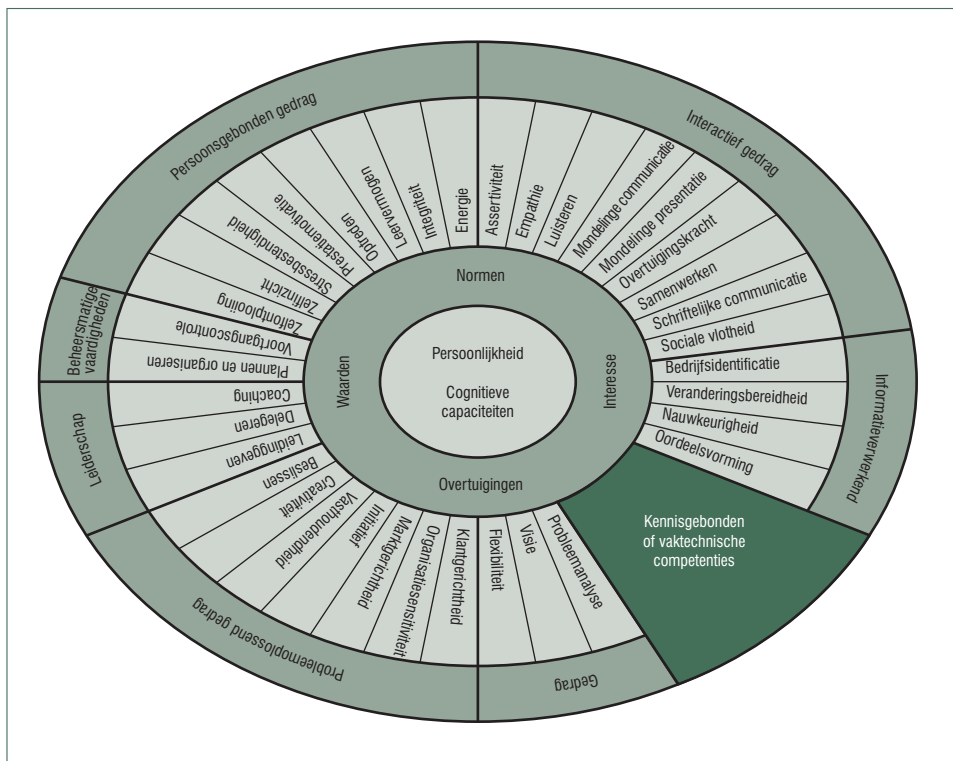 Persoonsgebonden gedrag
Interactief gedrag
Informatieverwerkend
Gedrag
Probleemoplossend gedrag
Leiderschap
Beheersmatige
vaardigheden
Energie
Integriteit
Leervermogen
Optreden
Prestatiemotivatie
Stressbestendigheid
Zelfinzicht
Zelfontplooiing
Voortgangscontrole
Plannen en organiseren
Coaching
Delegeren
Leidinggeven
Beslissen
Creativiteit
Vasthoudendheid
Initiatief
Marktgerichtheid
Organisatiesensitiviteit
Klantgerichtheid
Flexibiliteit
Visie
Probleemanalyse
Assertiviteit
Empathie
Luisteren
Mondelinge communicatie
Mondelinge presentatie
Overtuigingskracht
Samenwerken
Schriftelijke communicatie
Sociale vlotheid
Bedrijfsidentificatie
Veranderingsbereidheid
Nauwkeurigheid
Oordeelsvorming
Kennisgebonden
of vaktechnische
competenties
Normen
Waarden
Interesse
Overtuigingen
Persoonlijkheid
Cognitieve
capaciteiten